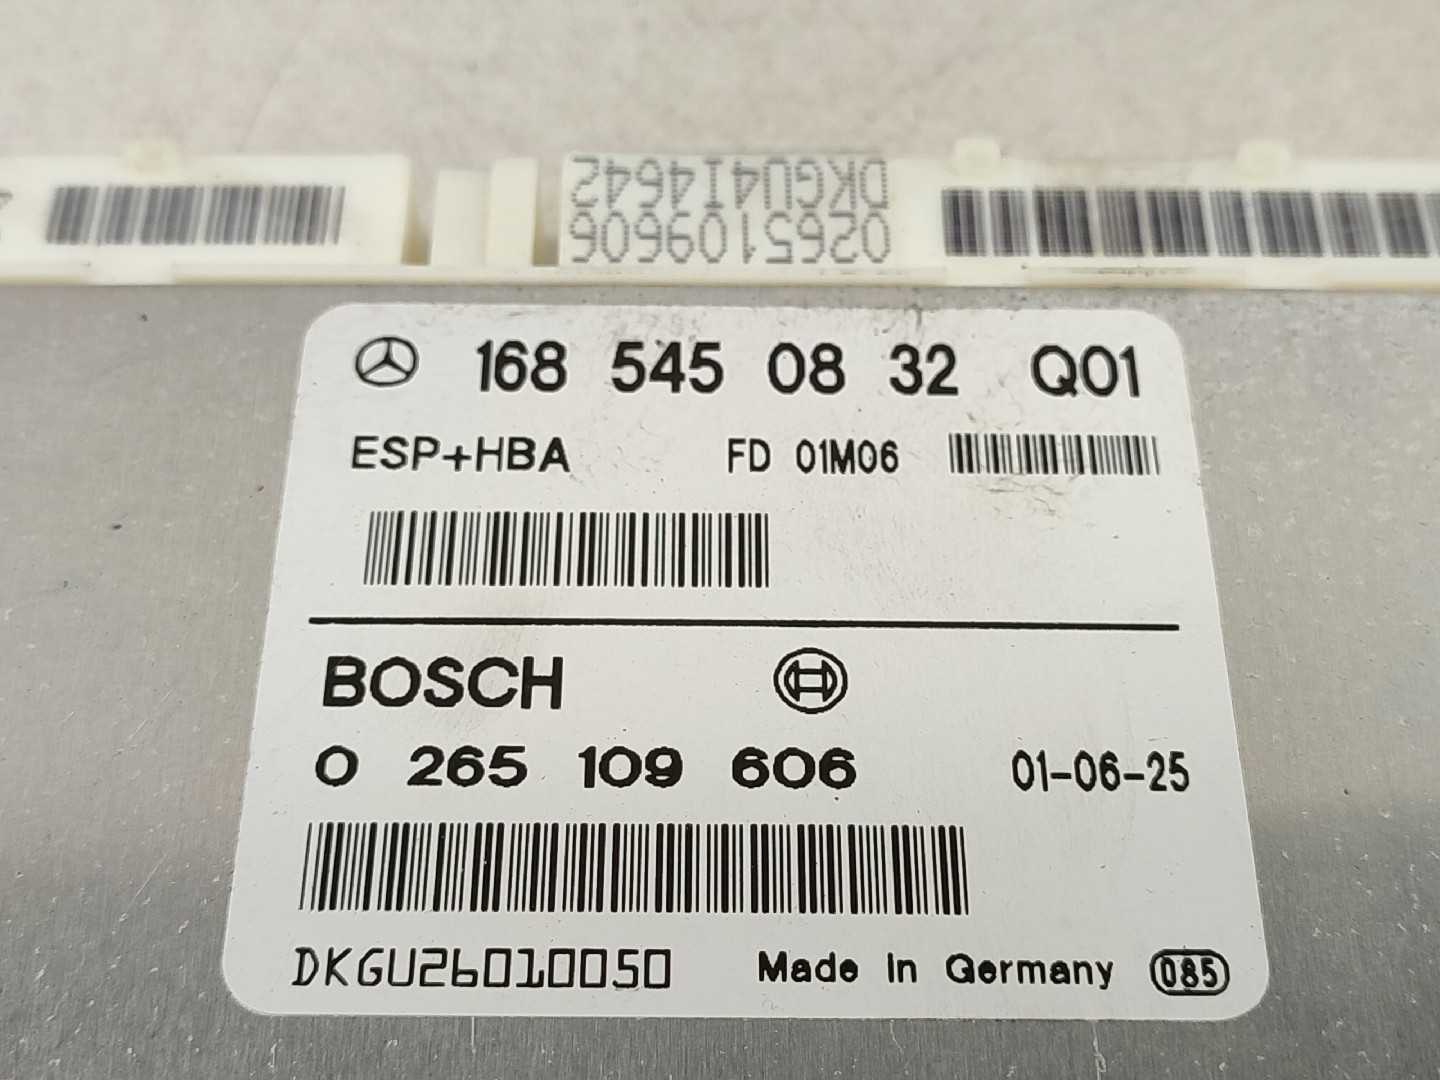 DKGU4I4642
0265109606
168 545 08 32 Q01
ESP+HBA FD 01M06
BOSCH
0 265 109 606 01-06-25
DKGU26010050 Made in Germany 085